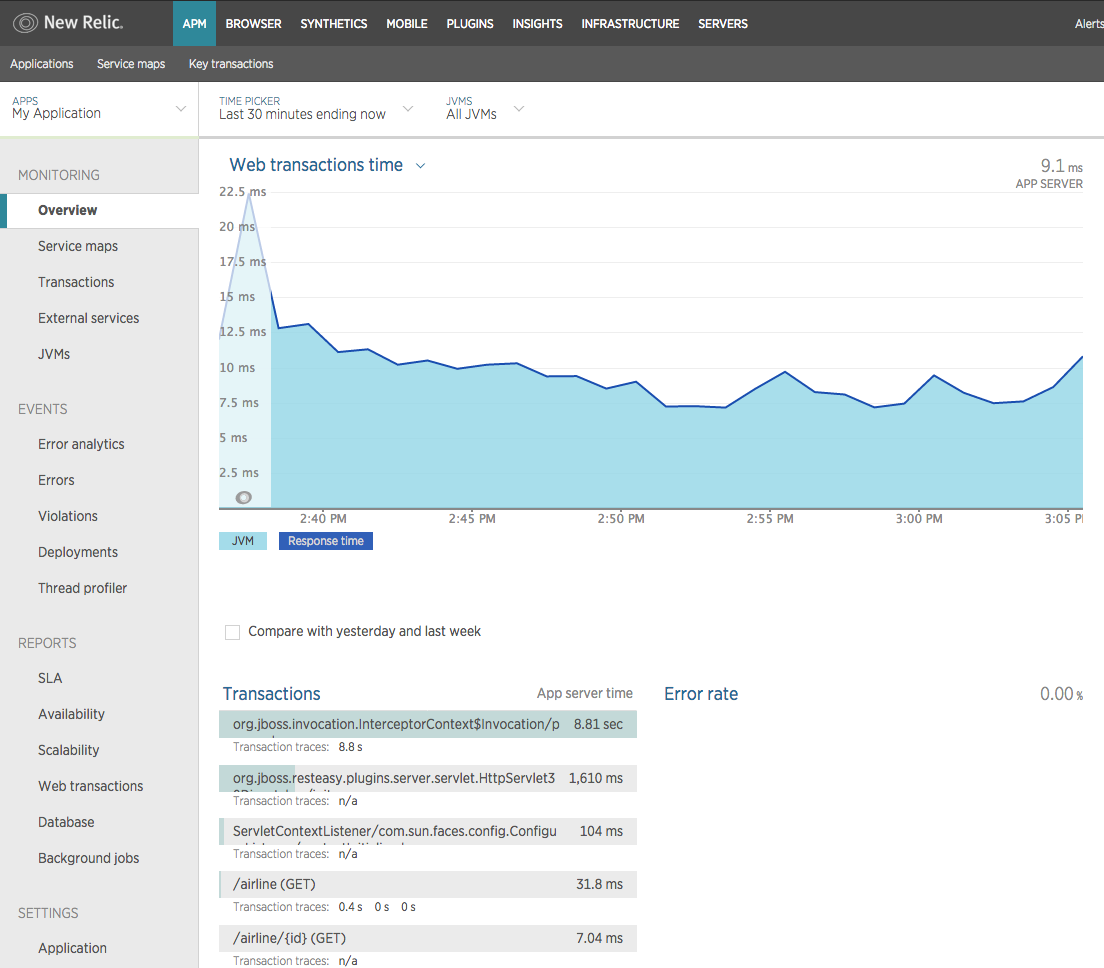 New Relic.
APM BROWSER SYNTHETICS MOBILE PLUGINS INSIGHTS INFRASTRUCTURE SERVERS Alerts
Applications Service maps Key transactions
APPS
My Application
TIME PICKER
Last 30 minutes ending now
JVMS
All JVMs
MONITORING
Overview
Service maps
Transactions
External services
JVMs
EVENTS
Error analytics
Errors
Violations
Deployments
Thread profiler
REPORTS
SLA
Availability
Scalability
Web transactions
Database
Background jobs
SETTINGS
Application
Web transactions time
9.1 ms
APP SERVER
22.5 ms
20 ms
17.5 ms
15 ms
12.5 ms
10 ms
7.5 ms
5 ms
2.5 ms
2:40 PM 2:45 PM 2:50 PM 2:55 PM 3:00 PM 3:05 P
JVM Response time
Compare with yesterday and last week
Transactions App server time
org.jboss.invocation.InterceptorContext$Invocation/p 8.81 sec
Transaction traces: 8.8 s
org.jboss.resteasy.plugins.server.servlet.HttpServlet3 1,610 ms
Transaction traces: n/a
ServletContextListener/com.sun.faces.config.Configu 104 ms
Transaction traces: n/a
/airline (GET) 31.8 ms
Transaction traces: 0.4 s 0 s 0 s
/airline/{id} (GET) 7.04 ms
Transaction traces: n/a
Error rate 0.00 %